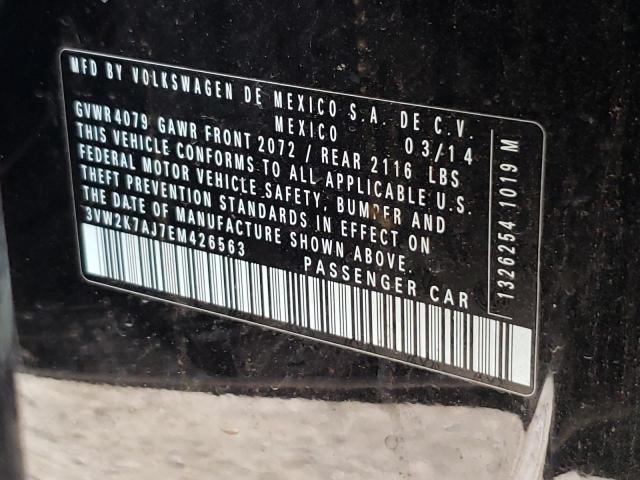 MFD BY VOLKSWAGEN DE MEXICO S.A. DE C.V.
MEXICO 03/14
GVWR 4079 GAWR FRONT 2072 / REAR 2116 LBS
THIS VEHICLE CONFORMS TO ALL APPLICABLE U.S.
FEDERAL MOTOR VEHICLE SAFETY, BUMPER AND
THEFT PREVENTION STANDARDS IN EFFECT ON
THE DATE OF MANUFACTURE SHOWN ABOVE.
3VW2K7AJ7EM426563 PASSENGER CAR
1326254 1019 M